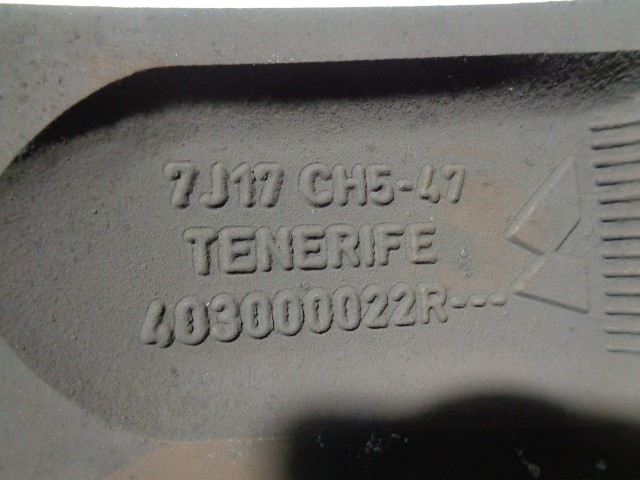 7J17 CH5-47
TENERIFE
403000022R---